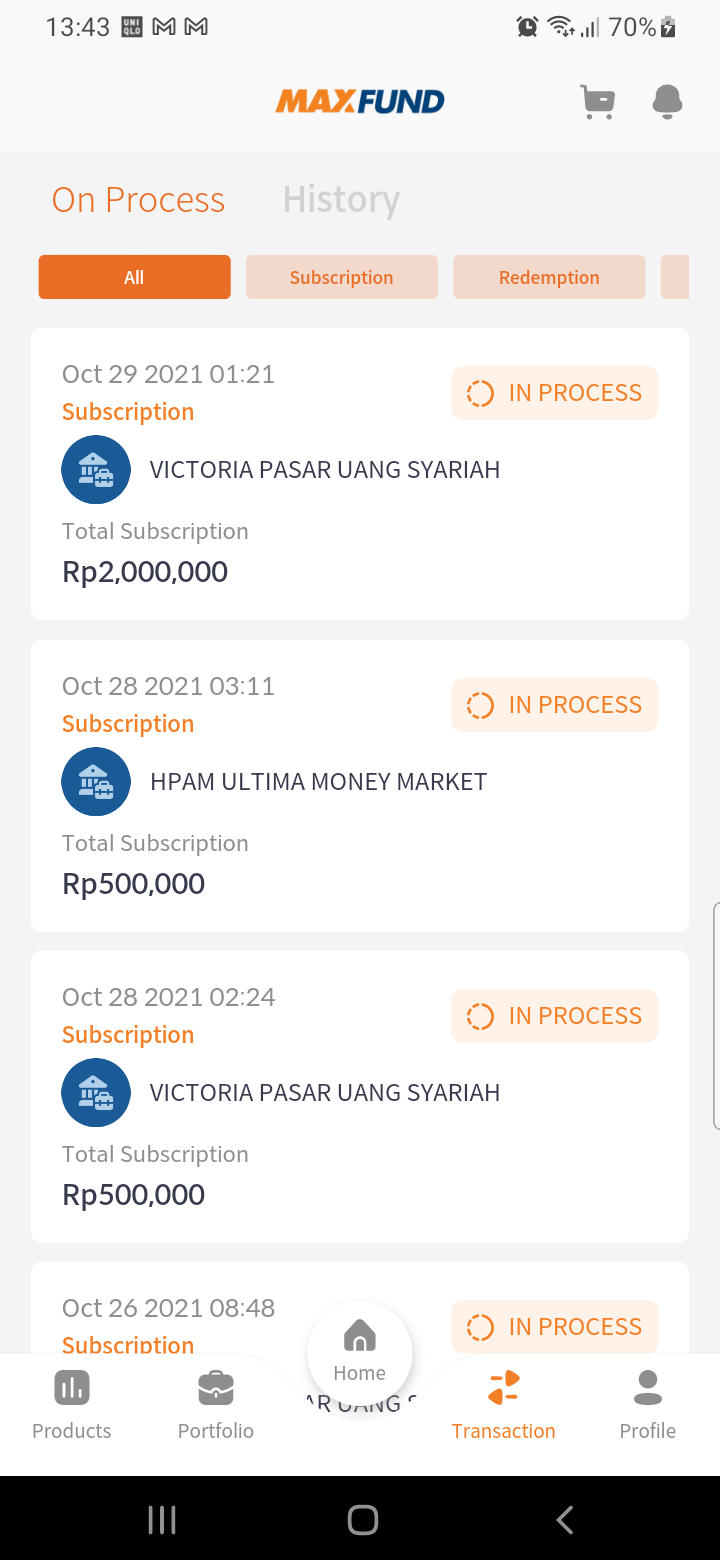 13:43 UNI QLO 70%
MAXFUND
On Process History
All Subscription Redemption
Oct 29 2021 01:21
IN PROCESS
Subscription
VICTORIA PASAR UANG SYARIAH
Total Subscription
Rp2,000,000
Oct 28 2021 03:11
IN PROCESS
Subscription
HPAM ULTIMA MONEY MARKET
Total Subscription
Rp500,000
Oct 28 2021 02:24
IN PROCESS
Subscription
VICTORIA PASAR UANG SYARIAH
Total Subscription
Rp500,000
Oct 26 2021 08:48
IN PROCESS
Subscription
UANG
Home
Products Portfolio Transaction Profile